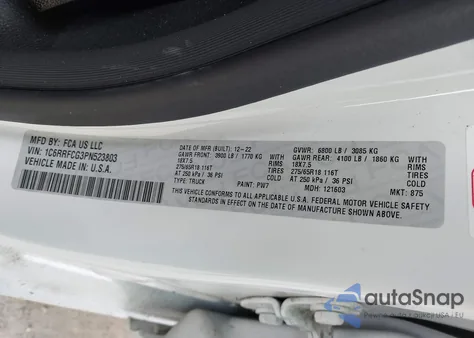 MFD BY: FCA US LLC
VIN: 1C6RRFCG3PN523803
VEHICLE MADE IN: U.S.A.
DATE OF MFR (BUILT): 12-22 GVWR: 6800 LB / 3085 KG
GAWR FRONT: 3900 LB / 1770 KG WITH GAWR REAR: 4100 LB / 1860 KG WITH
18X7.5 RIMS 18X7.5 RIMS
275/65R18 116T TIRES 275/65R18 116T TIRES
AT 250 kPa / 36 PSI COLD AT 250 kPa / 36 PSI COLD
TYPE: TRUCK PAINT: PW7 MDH: 121603 MKT: 875
THIS VEHICLE CONFORMS TO ALL APPLICABLE U.S.A. FEDERAL MOTOR VEHICLE SAFETY
STANDARDS IN EFFECT ON THE DATE OF MANUFACTURE SHOWN ABOVE.
autoSnap